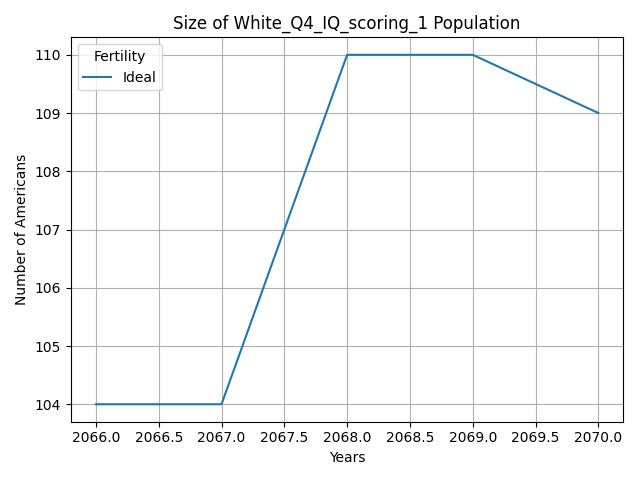 Size of White_Q4_IQ_scoring_1 Population
Fertility
Ideal
Number of Americans
110
109
108
107
106
105
104
2066.0 2066.5 2067.0 2067.5 2068.0 2068.5 2069.0 2069.5 2070.0
Years